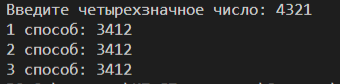 Введите четырехзначное число: 4321
1 способ: 3412
2 способ: 3412
3 способ: 3412